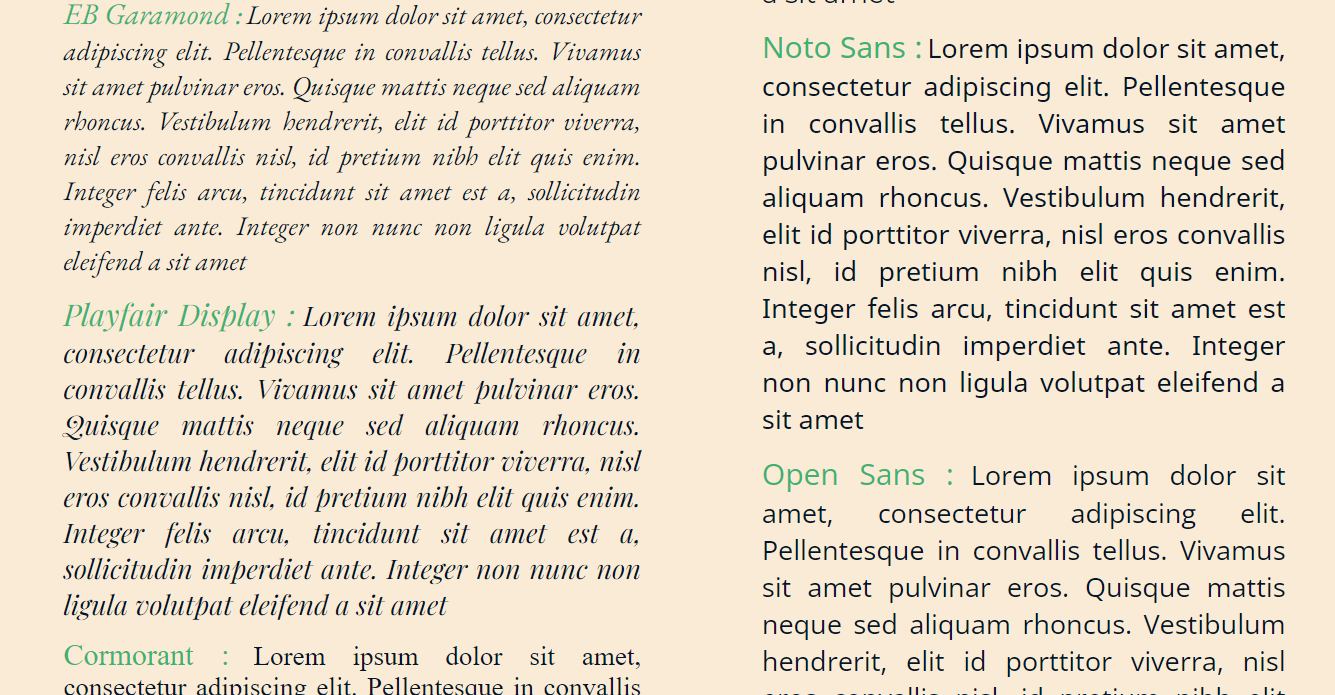 EB Garamond : Lorem ipsum dolor sit amet, consectetur
adipiscing elit. Pellentesque in convallis tellus. Vivamus
sit amet pulvinar eros. Quisque mattis neque sed aliquam
rhoncus. Vestibulum hendrerit, elit id porttitor viverra,
nisl eros convallis nisl, id pretium nibh elit quis enim.
Integer felis arcu, tincidunt sit amet est a, sollicitudin
imperdiet ante. Integer non nunc non ligula volutpat
eleifend a sit amet
Playfair Display : Lorem ipsum dolor sit amet,
consectetur adipiscing elit. Pellentesque in
convallis tellus. Vivamus sit amet pulvinar eros.
Quisque mattis neque sed aliquam rhoncus.
Vestibulum hendrerit, elit id porttitor viverra, nisl
eros convallis nisl, id pretium nibh elit quis enim.
Integer felis arcu, tincidunt sit amet est a,
sollicitudin imperdiet ante. Integer non nunc non
ligula volutpat eleifend a sit amet
Cormorant : Lorem ipsum dolor sit amet,
consectetur adipiscing elit. Pellentesque in convallis
a sit amet
Noto Sans : Lorem ipsum dolor sit amet,
consectetur adipiscing elit. Pellentesque
in convallis tellus. Vivamus sit amet
pulvinar eros. Quisque mattis neque sed
aliquam rhoncus. Vestibulum hendrerit,
elit id porttitor viverra, nisl eros convallis
nisl, id pretium nibh elit quis enim.
Integer felis arcu, tincidunt sit amet est
a, sollicitudin imperdiet ante. Integer
non nunc non ligula volutpat eleifend a
sit amet
Open Sans : Lorem ipsum dolor sit
amet, consectetur adipiscing elit.
Pellentesque in convallis tellus. Vivamus
sit amet pulvinar eros. Quisque mattis
neque sed aliquam rhoncus. Vestibulum
hendrerit, elit id porttitor viverra, nisl
eros convallis nisl, id pretium nibh elit